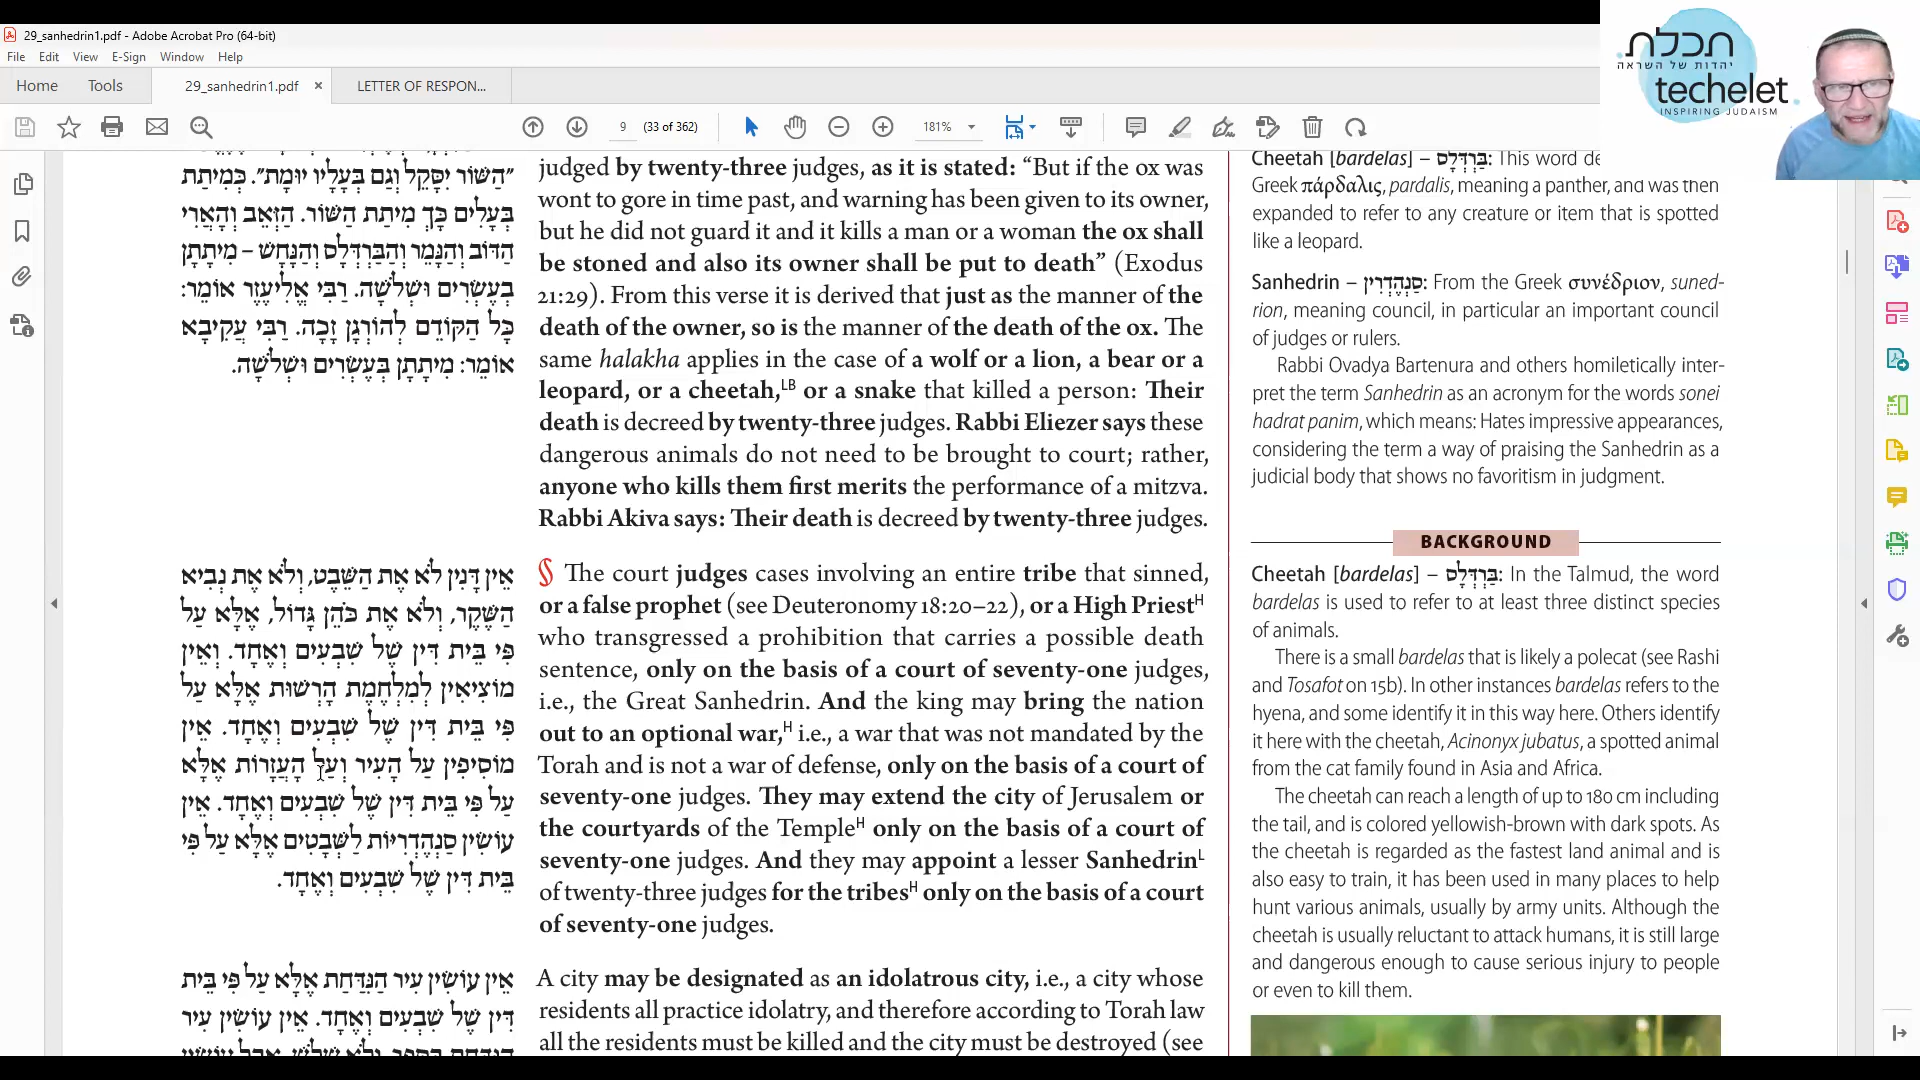 29_sanhedrin1.pdf - Adobe Acrobat Pro (64-bit)
File Edit View E-Sign Window Help
Home Tools 29_sanhedrin1.pdf × LETTER OF RESPON...
9 (33 of 362) 181%
תכלת
יהדות של השראה
techelet
INSPIRING JUDAISM
״הַשּׁוֹר יִסָּקֵל וְגַם בְּעָלָיו יוּמָת״. כְּמִיתַת
בְּעָלִים כָּךְ מִיתַת הַשּׁוֹר. הַזְּאֵב וְהָאֲרִי
הַדּוֹב וְהַנָּמֵר וְהַבַּרְדְּלָס וְהַנָּחָשׁ – מִיתָתָן
בְּעֶשְׂרִים וּשְׁלֹשָׁה. רַבִּי אֱלִיעֶזֶר אוֹמֵר:
כׇּל הַקּוֹדֵם לְהוֹרְגָן זָכָה. רַבִּי עֲקִיבָא
אוֹמֵר: מִיתָתָן בְּעֶשְׂרִים וּשְׁלֹשָׁה.
judged by twenty-three judges, as it is stated: “But if the ox was
wont to gore in time past, and warning has been given to its owner,
but he did not guard it and it kills a man or a woman the ox shall
be stoned and also its owner shall be put to death” (Exodus
21:29). From this verse it is derived that just as the manner of the
death of the owner, so is the manner of the death of the ox. The
same halakha applies in the case of a wolf or a lion, a bear or a
leopard, or a cheetah,LB or a snake that killed a person: Their
death is decreed by twenty-three judges. Rabbi Eliezer says these
dangerous animals do not need to be brought to court; rather,
anyone who kills them first merits the performance of a mitzva.
Rabbi Akiva says: Their death is decreed by twenty-three judges.
אֵין דָּנִין לֹא אֶת הַשֵּׁבֶט, וְלֹא אֶת נְבִיא
הַשֶּׁקֶר, וְלֹא אֶת כֹּהֵן גָּדוֹל, אֶלָּא עַל
פִּי בֵּית דִּין שֶׁל שִׁבְעִים וְאֶחָד. וְאֵין
מוֹצִיאִין לְמִלְחֶמֶת הָרְשׁוּת אֶלָּא עַל
פִּי בֵּית דִּין שֶׁל שִׁבְעִים וְאֶחָד. אֵין
מוֹסִיפִין עַל הָעִיר וְעַל הָעֲזָרוֹת אֶלָּא
עַל פִּי בֵּית דִּין שֶׁל שִׁבְעִים וְאֶחָד. אֵין
עוֹשִׂין סַנְהֶדְרִיּוֹת לַשְּׁבָטִים אֶלָּא עַל פִּי
בֵּית דִּין שֶׁל שִׁבְעִים וְאֶחָד.
The court judges cases involving an entire tribe that sinned,
or a false prophet (see Deuteronomy 18:20–22), or a High PriestH
who transgressed a prohibition that carries a possible death
sentence, only on the basis of a court of seventy-one judges,
i.e., the Great Sanhedrin. And the king may bring the nation
out to an optional war,H i.e., a war that was not mandated by the
Torah and is not a war of defense, only on the basis of a court of
seventy-one judges. They may extend the city of Jerusalem or
the courtyards of the TempleH only on the basis of a court of
seventy-one judges. And they may appoint a lesser SanhedrinL
of twenty-three judges for the tribesH only on the basis of a court
of seventy-one judges.
אֵין עוֹשִׂין עִיר הַנִּדַּחַת אֶלָּא עַל פִּי בֵּית
דִּין שֶׁל שִׁבְעִים וְאֶחָד. אֵין עוֹשִׂין עִיר
A city may be designated as an idolatrous city, i.e., a city whose
residents all practice idolatry, and therefore according to Torah law
all the residents must be killed and the city must be destroyed (see
Cheetah [bardelas] – בַּרְדְּלָס: This word de
Greek πάρδαλις, pardalis, meaning a panther, and was then
expanded to refer to any creature or item that is spotted
like a leopard.
Sanhedrin – סַנְהֶדְרִין: From the Greek συνέδριον, suned-
rion, meaning council, in particular an important council
of judges or rulers.
Rabbi Ovadya Bartenura and others homiletically inter-
pret the term Sanhedrin as an acronym for the words sonei
hadrat panim, which means: Hates impressive appearances,
considering the term a way of praising the Sanhedrin as a
judicial body that shows no favoritism in judgment.
BACKGROUND
Cheetah [bardelas] – בַּרְדְּלָס: In the Talmud, the word
bardelas is used to refer to at least three distinct species
of animals.
There is a small bardelas that is likely a polecat (see Rashi
and Tosafot on 15b). In other instances bardelas refers to the
hyena, and some identify it in this way here. Others identify
it here with the cheetah, Acinonyx jubatus, a spotted animal
from the cat family found in Asia and Africa.
The cheetah can reach a length of up to 180 cm including
the tail, and is colored yellowish-brown with dark spots. As
the cheetah is regarded as the fastest land animal and is
also easy to train, it has been used in many places to help
hunt various animals, usually by army units. Although the
cheetah is usually reluctant to attack humans, it is still large
and dangerous enough to cause serious injury to people
or even to kill them.